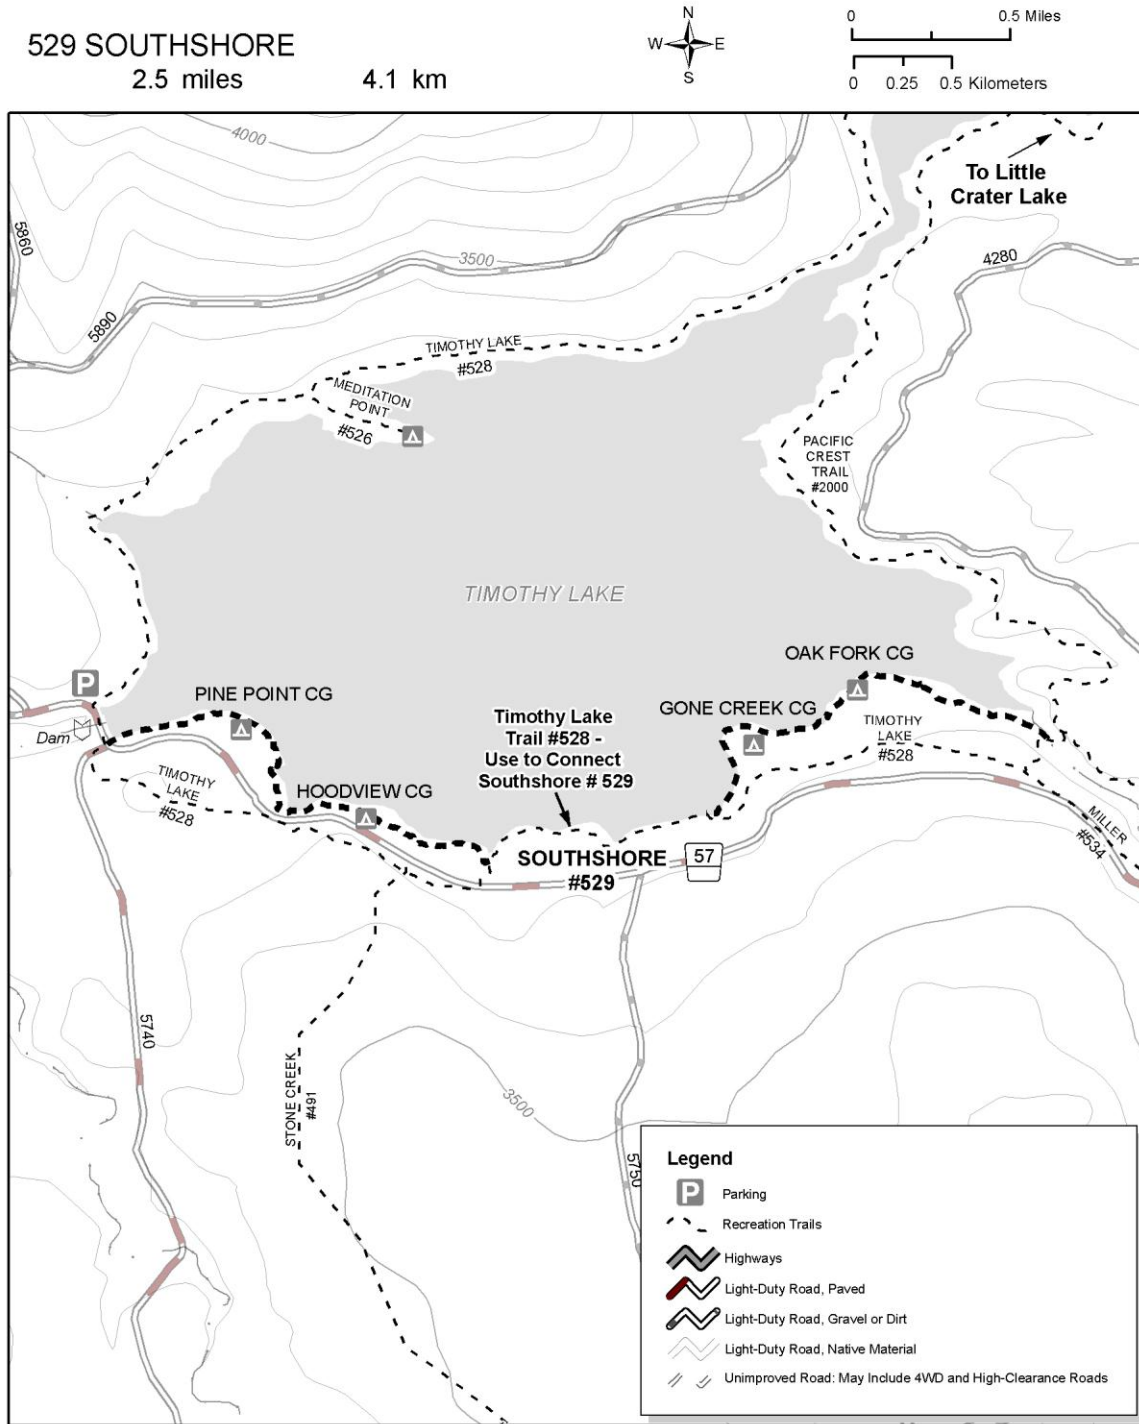 529 SOUTHSHORE
2.5 miles 4.1 km
N
W E
S
0 0.5 Miles
0 0.25 0.5 Kilometers
4000
To Little
Crater Lake
5860
3500
4280
5890
TIMOTHY LAKE
#528
MEDITATION
POINT
#526
PACIFIC
CREST
TRAIL
#2000
TIMOTHY LAKE
OAK FORK CG
P
PINE POINT CG
GONE CREEK CG
Timothy Lake
Trail #528 -
Use to Connect
Southshore # 529
TIMOTHY
LAKE
#528
Dam
TIMOTHY
LAKE
#528
HOODVIEW CG
MILLER
#534
SOUTHSHORE
#529
57
5740
STONE CREEK
#491
3500
5750
Legend
P Parking
Recreation Trails
Highways
Light-Duty Road, Paved
Light-Duty Road, Gravel or Dirt
Light-Duty Road, Native Material
Unimproved Road: May Include 4WD and High-Clearance Roads